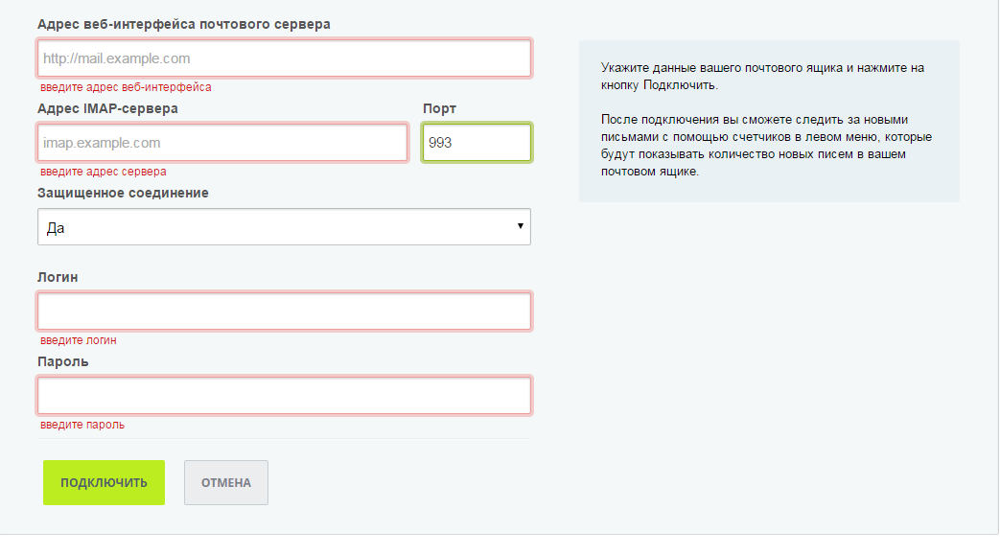 Адрес веб-интерфейса почтового сервера
http://mail.example.com
введите адрес веб-интерфейса
Адрес IMAP-сервера
Порт
imap.example.com
993
введите адрес сервера
Защищенное соединение
Да
Логин
введите логин
Пароль
введите пароль
ПОДКЛЮЧИТЬ
ОТМЕНА
Укажите данные вашего почтового ящика и нажмите на
кнопку Подключить.
После подключения вы сможете следить за новыми
письмами с помощью счетчиков в левом меню, которые
будут показывать количество новых писем в вашем
почтовом ящике.